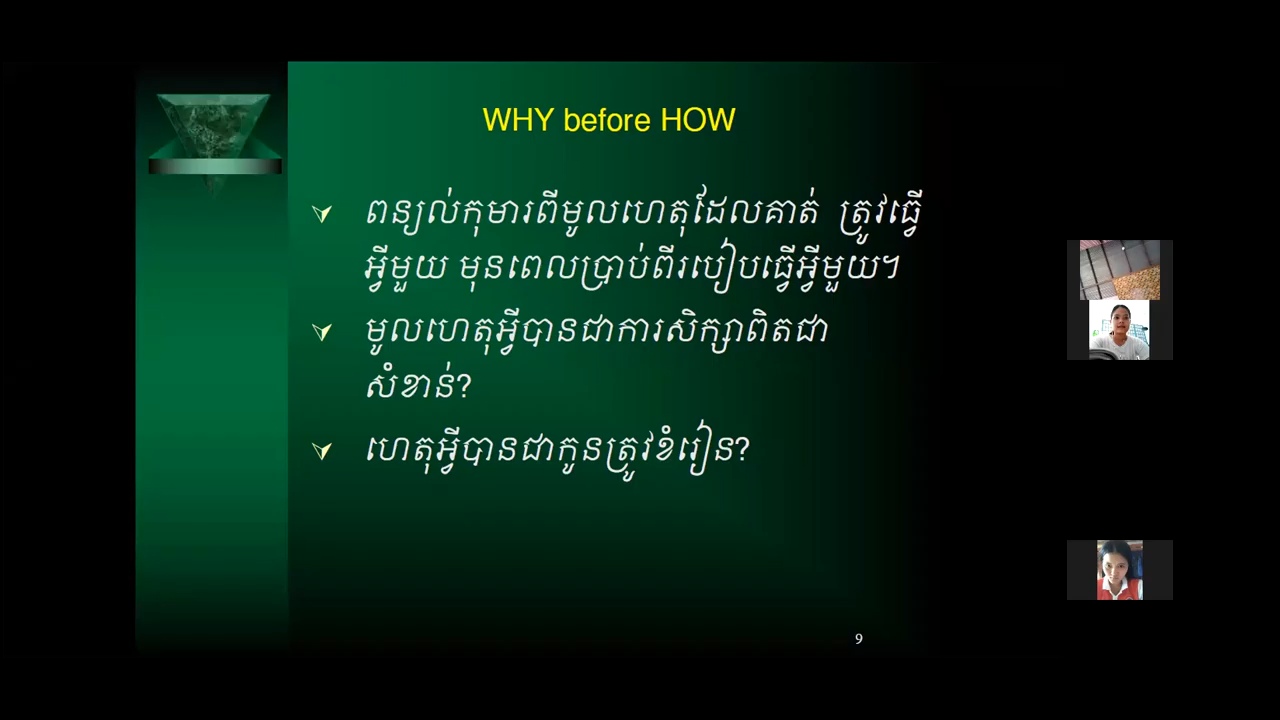 WHY before HOW
ពន្យល់កុមារពីមូលហេតុដែលគាត់ ត្រូវធ្វើ
អ្វីមួយ មុនពេលប្រាប់ពីរបៀបធ្វើអ្វីមួយ។
មូលហេតុអ្វីបានជាការសិក្សាពិតជា
សំខាន់?
ហេតុអ្វីបានជាកូនត្រូវខំរៀន?
9